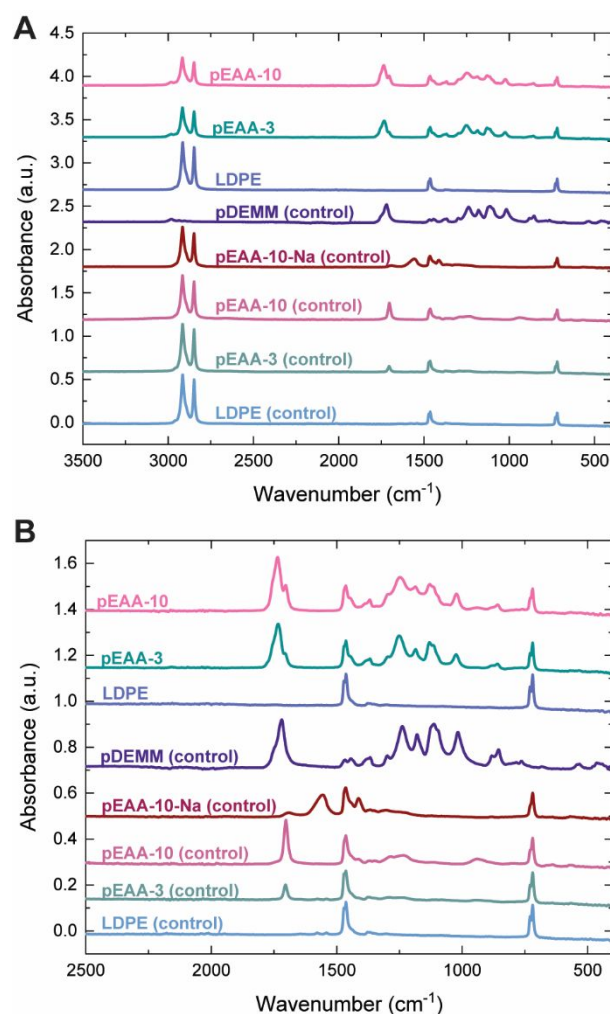 A
4.5
4.0
3.5
3.0
2.5
2.0
1.5
1.0
0.5
0.0
Absorbance (a.u.)
pEAA-10
pEAA-3
LDPE
pDEMM (control)
pEAA-10-Na (control)
pEAA-10 (control)
pEAA-3 (control)
LDPE (control)
3500 3000 2500 2000 1500 1000 500
Wavenumber (cm-1)
B
1.6
1.4
1.2
1.0
0.8
0.6
0.4
0.2
0.0
Absorbance (a.u.)
pEAA-10
pEAA-3
LDPE
pDEMM (control)
pEAA-10-Na (control)
pEAA-10 (control)
pEAA-3 (control)
LDPE (control)
2500 2000 1500 1000 500
Wavenumber (cm-1)